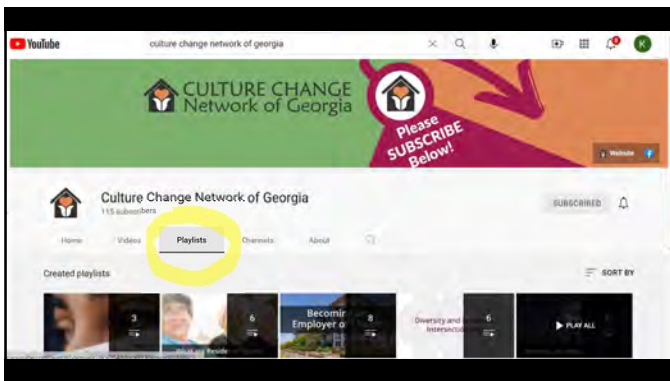 YouTube
culture change network of georgia
K
CULTURE CHANGE
Network of Georgia
Please
SUBSCRIBE
Below!
Website
Culture Change Network of Georgia
115 subscribers
SUBSCRIBED
Home Videos Playlists Channels About
Created playlists
SORT BY
3
6
Becomin
Employer o
8
Diversity and
Intersection
6
PLAY ALL